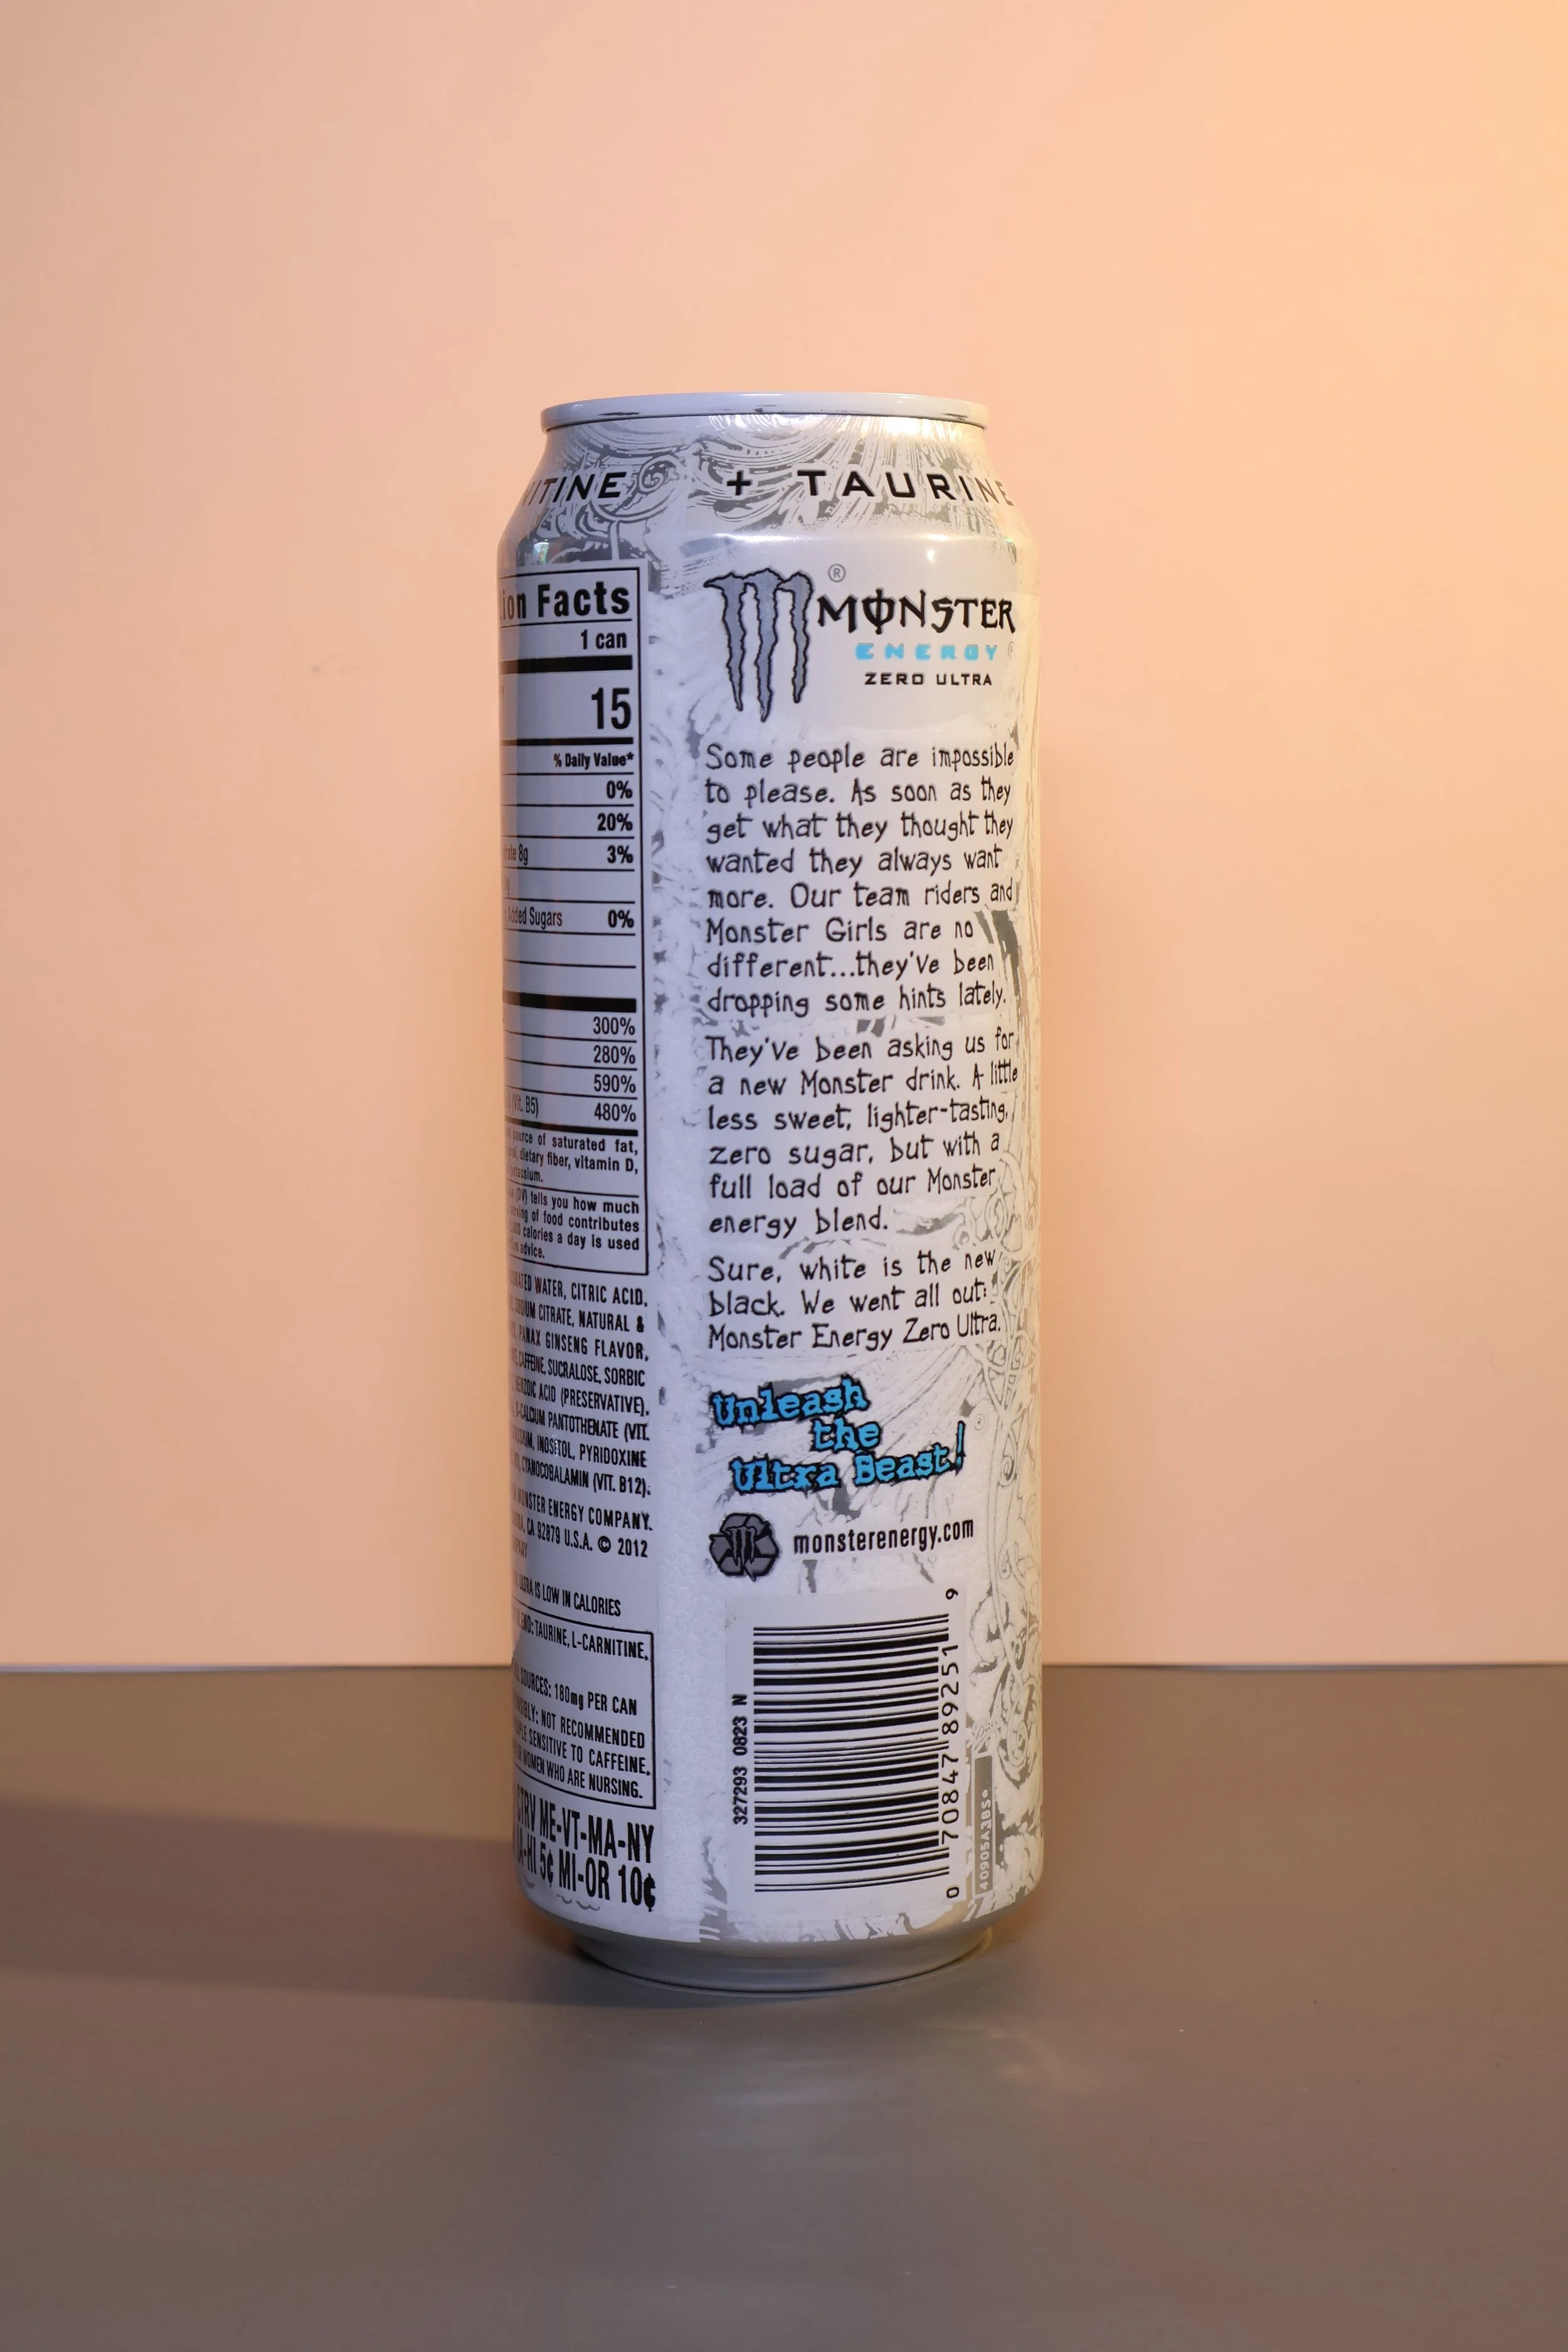 + TAURINE
Facts
1 can
15
% Daily Value*
0%
20%
8g 3%
Added Sugars 0%
300%
280%
590%
(Vit. B5) 480%
source of saturated fat,
dietary fiber, vitamin D,
potassium.
(DV) tells you how much
of food contributes
calories a day is used
advice.
WATER, CITRIC ACID,
SODIUM CITRATE, NATURAL &
PANAX GINSENG FLAVOR,
CAFFEINE, SUCRALOSE, SORBIC
BENZOIC ACID (PRESERVATIVE),
D-CALCIUM PANTOTHENATE (VIT.
INOSITOL, PYRIDOXINE
CYANOCOBALAMIN (VIT. B12).
MONSTER ENERGY COMPANY.
CA 92879 U.S.A. © 2012
ULTRA IS LOW IN CALORIES
TAURINE, L-CARNITINE,
SOURCES: 180mg PER CAN
NOT RECOMMENDED
SENSITIVE TO CAFFEINE,
WOMEN WHO ARE NURSING.
CTRV ME-VT-MA-NY
IA-HI 5¢ MI-OR 10¢
®
MONSTER
ENERGY®
ZERO ULTRA
Some people are impossible
to please. As soon as they
get what they thought they
wanted they always want
more. Our team riders and
Monster Girls are no
different...they've been
dropping some hints lately.
They've been asking us for
a new Monster drink. A little
less sweet, lighter-tasting,
zero sugar, but with a
full load of our Monster
energy blend.
Sure, white is the new
black. We went all out:
Monster Energy Zero Ultra.
Unleash
the
Ultra Beast!
®
monsterenergy.com
327293 0823 N
0 70847 89251 9
40905A3BS